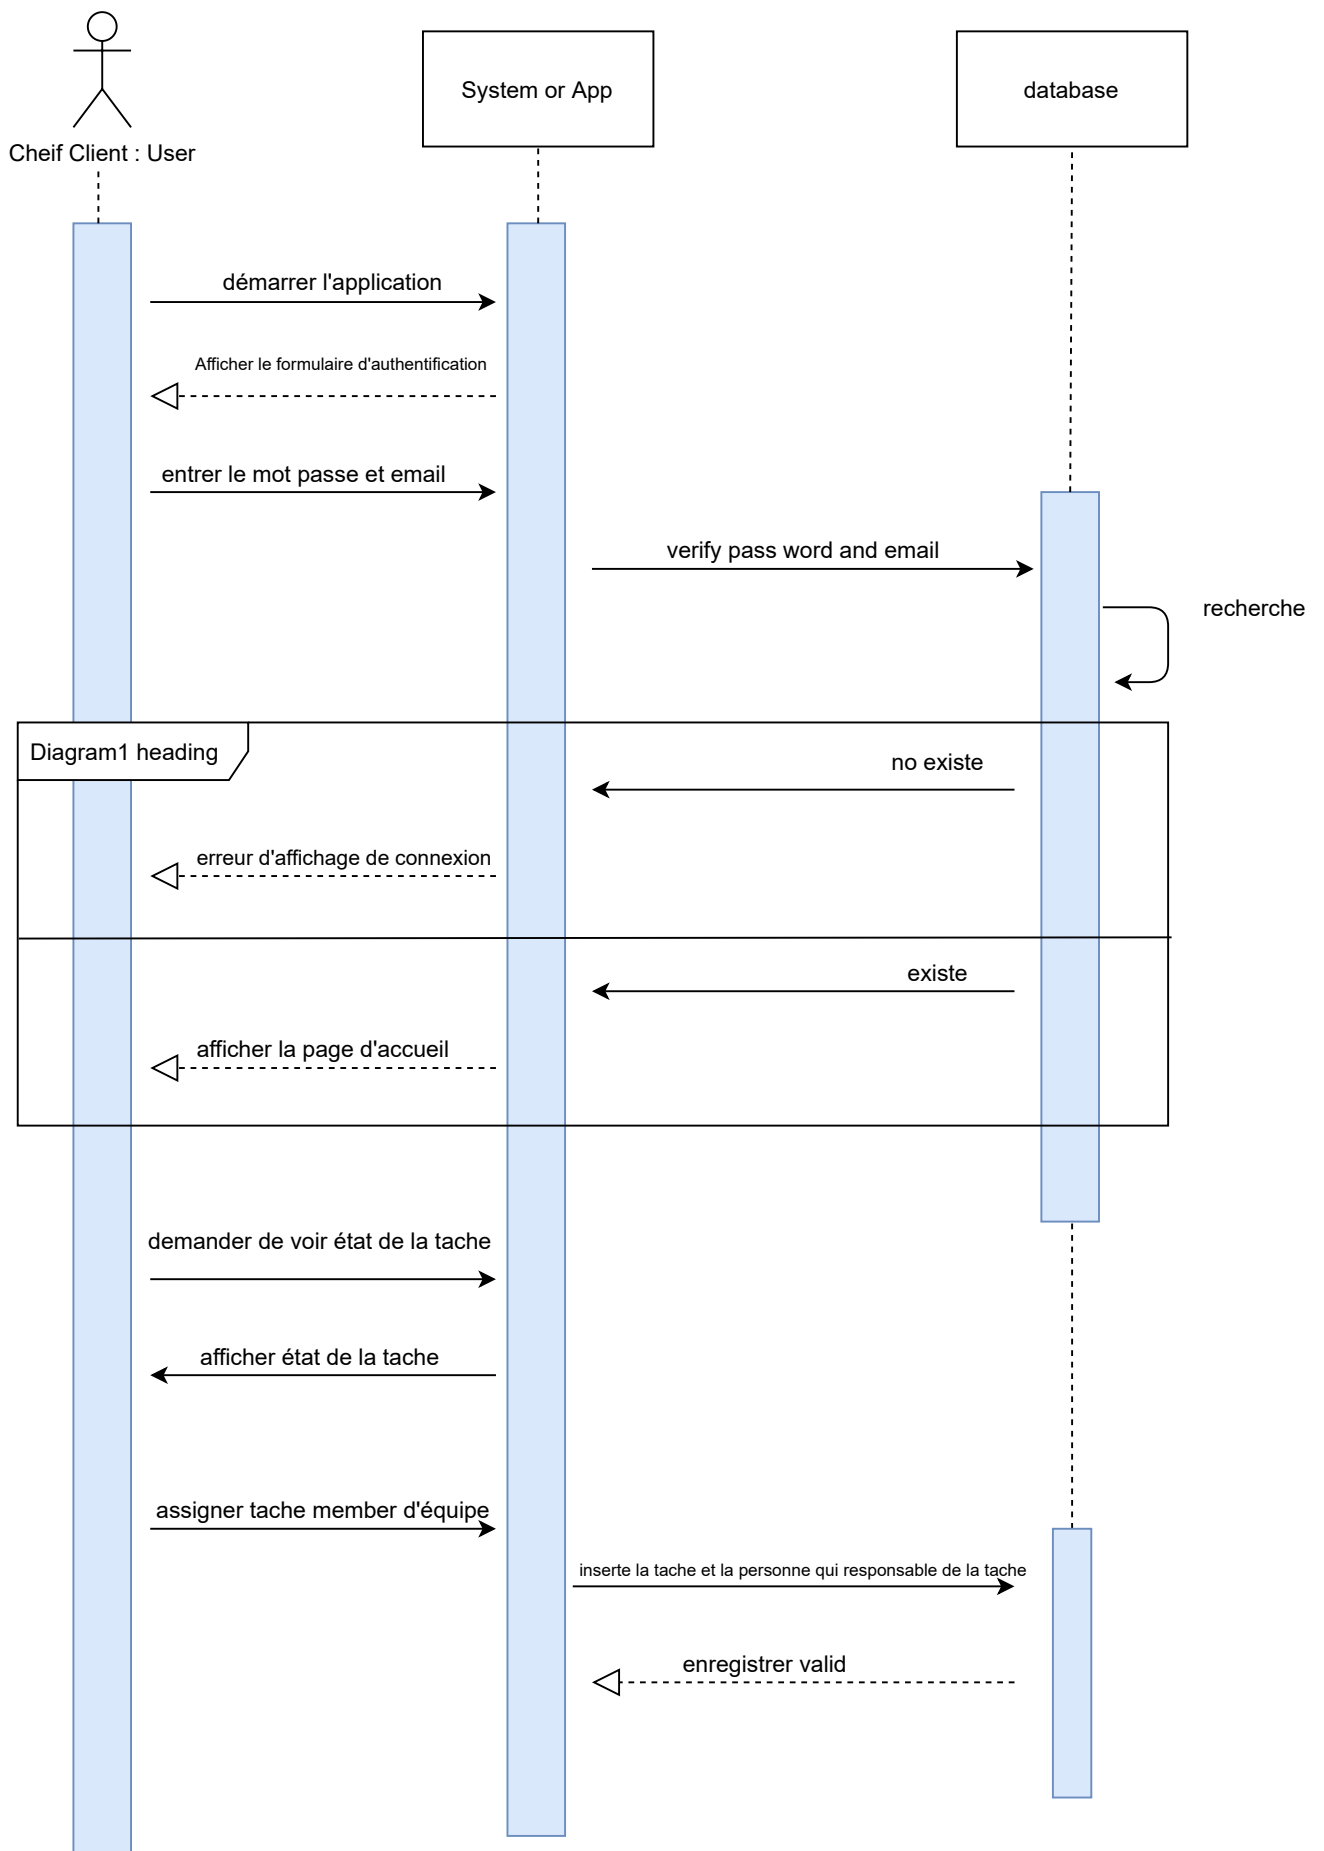 System or App
database
Cheif Client : User
démarrer l'application
Afficher le formulaire d'authentification
entrer le mot passe et email
verify pass word and email
recherche
Diagram1 heading
no existe
erreur d'affichage de connexion
existe
afficher la page d'accueil
demander de voir état de la tache
afficher état de la tache
assigner tache member d'équipe
inserte la tache et la personne qui responsable de la tache
enregistrer valid